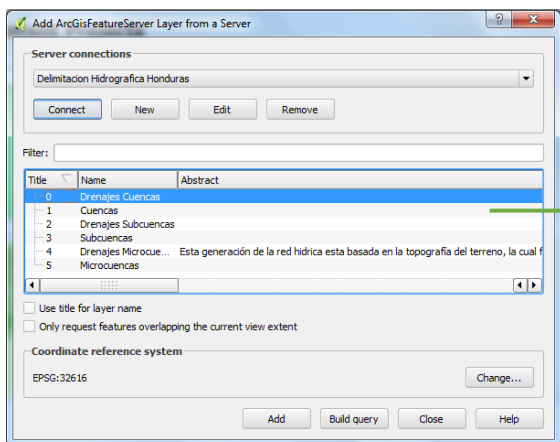 Add ArcGisFeatureServer Layer from a Server
Server connections
Delimitacion Hidrografica Honduras
Connect New Edit Remove
Filter:
Title Name Abstract
0 Drenajes Cuencas
1 Cuencas
2 Drenajes Subcuencas
3 Subcuencas
4 Drenajes Microcue... Esta generación de la red hidrica esta basada en la topografía del terreno, la cual f
5 Microcuencas
Use title for layer name
Only request features overlapping the current view extent
Coordinate reference system
EPSG:32616 Change...
Add Build query Close Help